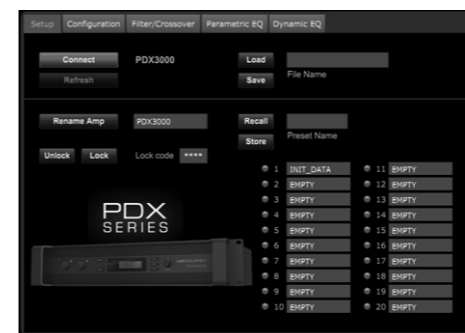 Setup Configuration Filter/Crossover Parametric EQ Dynamic EQ
Connect PDX3000 Load
Refresh Save File Name
Rename Amp PDX3000 Recall
Store Preset Name
Unlock Lock Lock code ****
1 INIT_DATA 11 EMPTY
2 EMPTY 12 EMPTY
3 EMPTY 13 EMPTY
4 EMPTY 14 EMPTY
5 EMPTY 15 EMPTY
6 EMPTY 16 EMPTY
7 EMPTY 17 EMPTY
8 EMPTY 18 EMPTY
9 EMPTY 19 EMPTY
10 EMPTY 20 EMPTY
PDX
SERIES